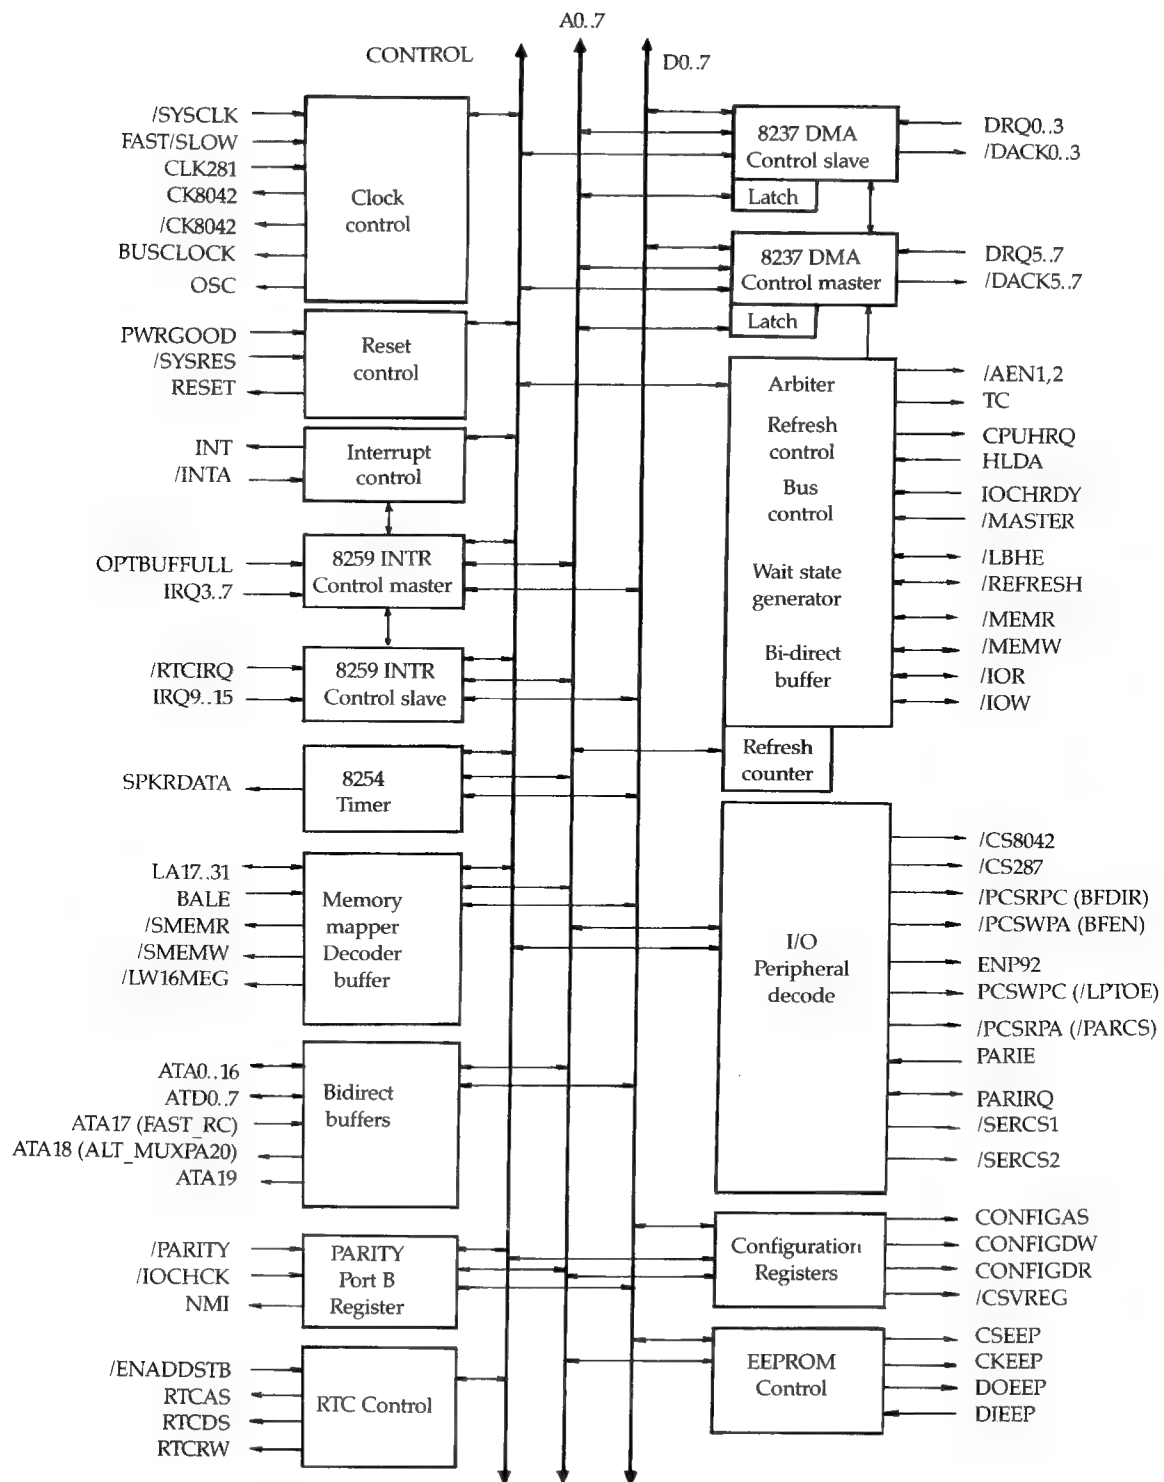 A0..7
CONTROL
D0..7
/SYSCLK
FAST/SLOW
CLK281
CK8042
/CK8042
BUSCLOCK
OSC
Clock
control
PWRGOOD
/SYSRES
RESET
Reset
control
INT
/INTA
Interrupt
control
OPTBUFFULL
IRQ3..7
8259 INTR
Control master
/RTCIRQ
IRQ9..15
8259 INTR
Control slave
SPKRDATA
8254
Timer
LA17..31
BALE
/SMEMR
/SMEMW
/LW16MEG
Memory
mapper
Decoder
buffer
ATA0..16
ATD0..7
ATA17 (FAST_RC)
ATA18 (ALT_MUXPA20)
ATA19
Bidirect
buffers
/PARITY
/IOCHCK
NMI
PARITY
Port B
Register
/ENADDSTB
RTCAS
RTCDS
RTCRW
RTC Control
8237 DMA
Control slave
Latch
DRQ0..3
/DACK0..3
8237 DMA
Control master
Latch
DRQ5..7
/DACK5..7
Arbiter
Refresh
control
Bus
control
Wait state
generator
Bi-direct
buffer
Refresh
counter
/AEN1,2
TC
CPUHRQ
HLDA
IOCHRDY
/MASTER
/LBHE
/REFRESH
/MEMR
/MEMW
/IOR
/IOW
I/O
Peripheral
decode
/CS8042
/CS287
/PCSRPC (BFDIR)
/PCSWPA (BFEN)
ENP92
PCSWPC (/LPTOE)
/PCSRPA (/PARCS)
PARIE
PARIRQ
/SERCS1
/SERCS2
Configuration
Registers
CONFIGAS
CONFIGDW
CONFIGDR
/CSVREG
EEPROM
Control
CSEEP
CKEEP
DOEEP
DIEEP